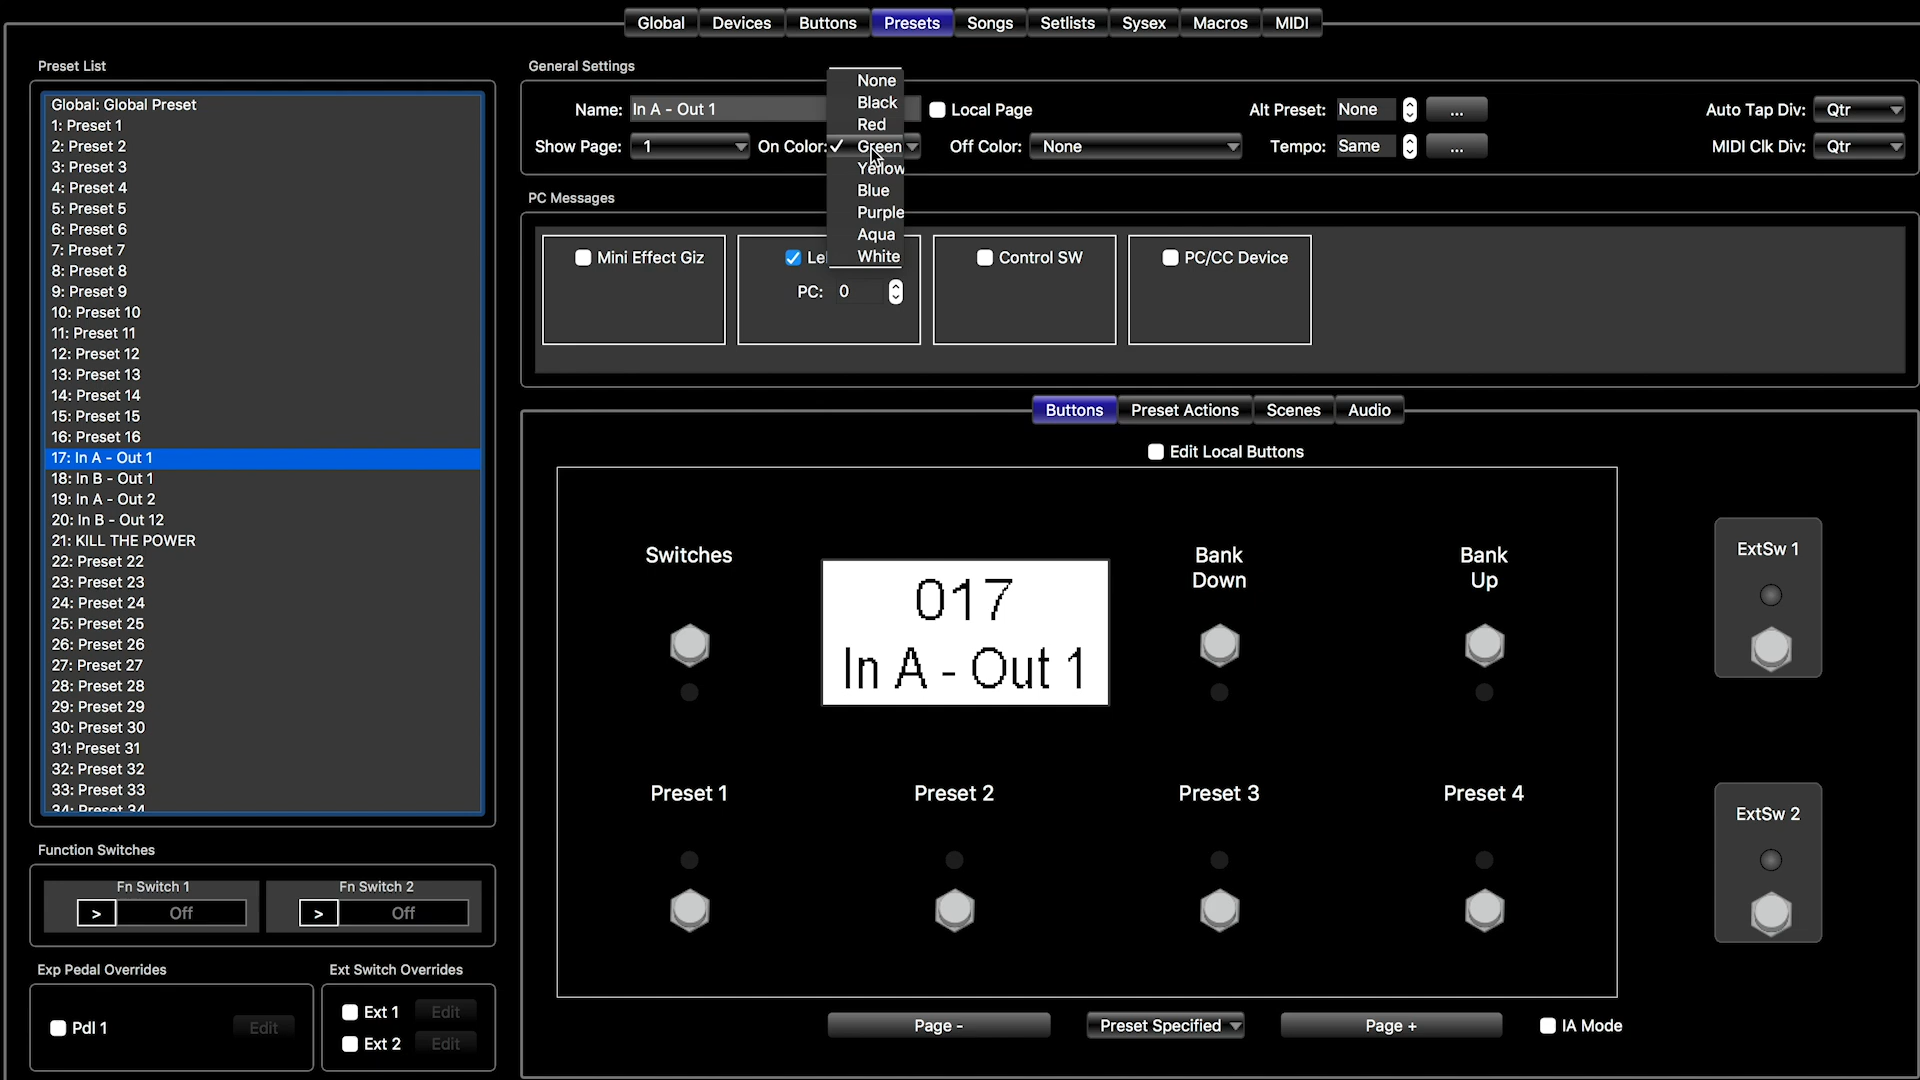 Global Devices Buttons Presets Songs Setlists Sysex Macros MIDI
Preset List
Global: Global Preset
1: Preset 1
2: Preset 2
3: Preset 3
4: Preset 4
5: Preset 5
6: Preset 6
7: Preset 7
8: Preset 8
9: Preset 9
10: Preset 10
11: Preset 11
12: Preset 12
13: Preset 13
14: Preset 14
15: Preset 15
16: Preset 16
17: In A - Out 1
18: In B - Out 1
19: In A - Out 2
20: In B - Out 12
21: KILL THE POWER
22: Preset 22
23: Preset 23
24: Preset 24
25: Preset 25
26: Preset 26
27: Preset 27
28: Preset 28
29: Preset 29
30: Preset 30
31: Preset 31
32: Preset 32
33: Preset 33
34: Preset 34
Function Switches
Fn Switch 1 Fn Switch 2
> Off > Off
Exp Pedal Overrides Ext Switch Overrides
Pdl 1 Edit
Ext 1 Edit
Ext 2 Edit
General Settings
Name: In A - Out 1 Local Page Alt Preset: None ... Auto Tap Div: Qtr
Show Page: 1 On Color: Off Color: None Tempo: Same ... MIDI Clk Div: Qtr
None
Black
Red
✓ Green
Yellow
Blue
Purple
Aqua
White
PC Messages
Mini Effect Giz Control SW PC/CC Device
PC: 0
Buttons Preset Actions Scenes Audio
Edit Local Buttons
Switches
017
In A - Out 1
Bank
Down
Bank
Up
ExtSw 1
Preset 1 Preset 2 Preset 3 Preset 4
ExtSw 2
Page - Preset Specified Page + IA Mode